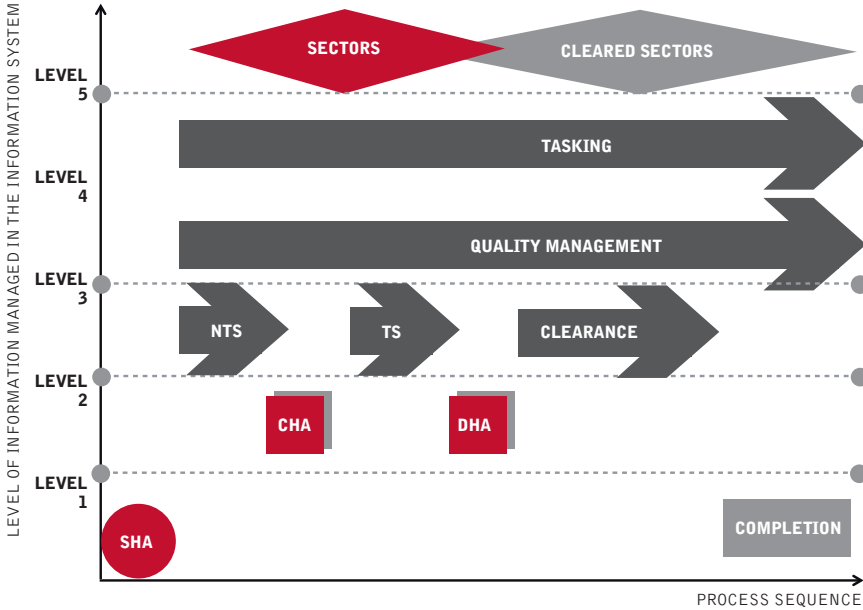 LEVEL OF INFORMATION MANAGED IN THE INFORMATION SYSTEM
SECTORS
CLEARED SECTORS
LEVEL
5
TASKING
LEVEL
4
QUALITY MANAGEMENT
LEVEL
3
NTS
TS
CLEARANCE
LEVEL
2
CHA
DHA
LEVEL
1
SHA
COMPLETION
PROCESS SEQUENCE